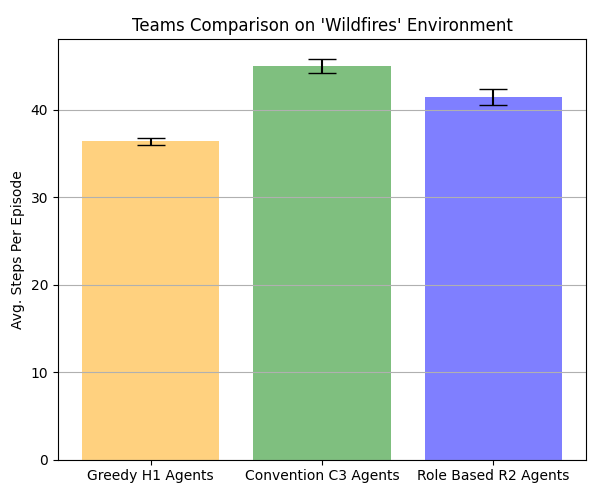 Teams Comparison on 'Wildfires' Environment
Avg. Steps Per Episode
40
30
20
10
0
Greedy H1 Agents
Convention C3 Agents
Role Based R2 Agents